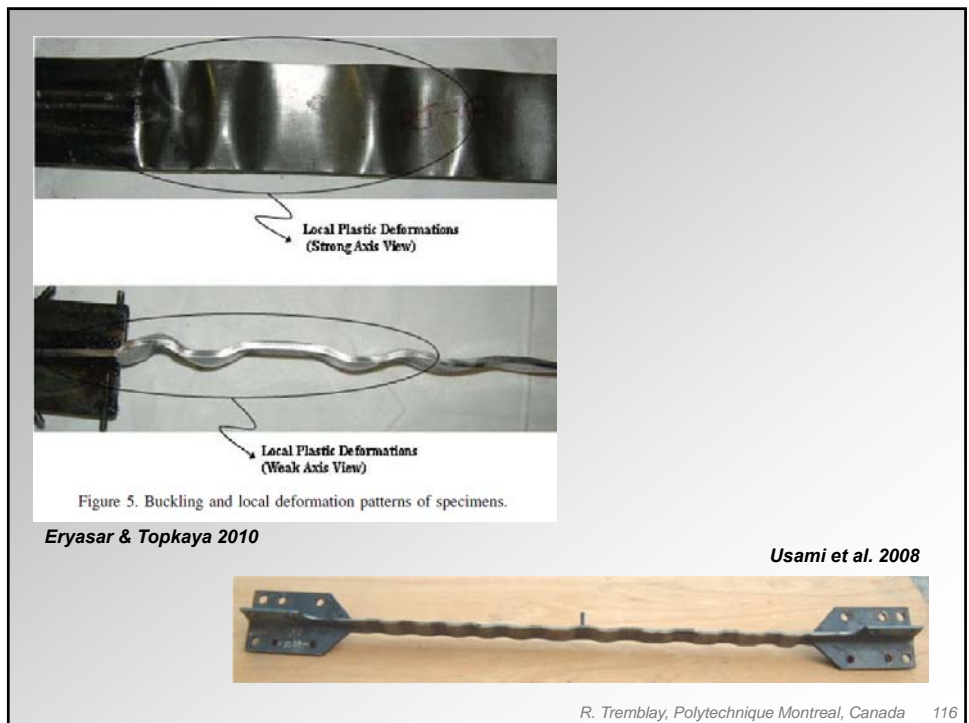 Local Plastic Deformations
(Strong Axis View)
Local Plastic Deformations
(Weak Axis View)
Figure 5. Buckling and local deformation patterns of specimens.
Eryasar & Topkaya 2010
Usami et al. 2008
R. Tremblay, Polytechnique Montreal, Canada 116